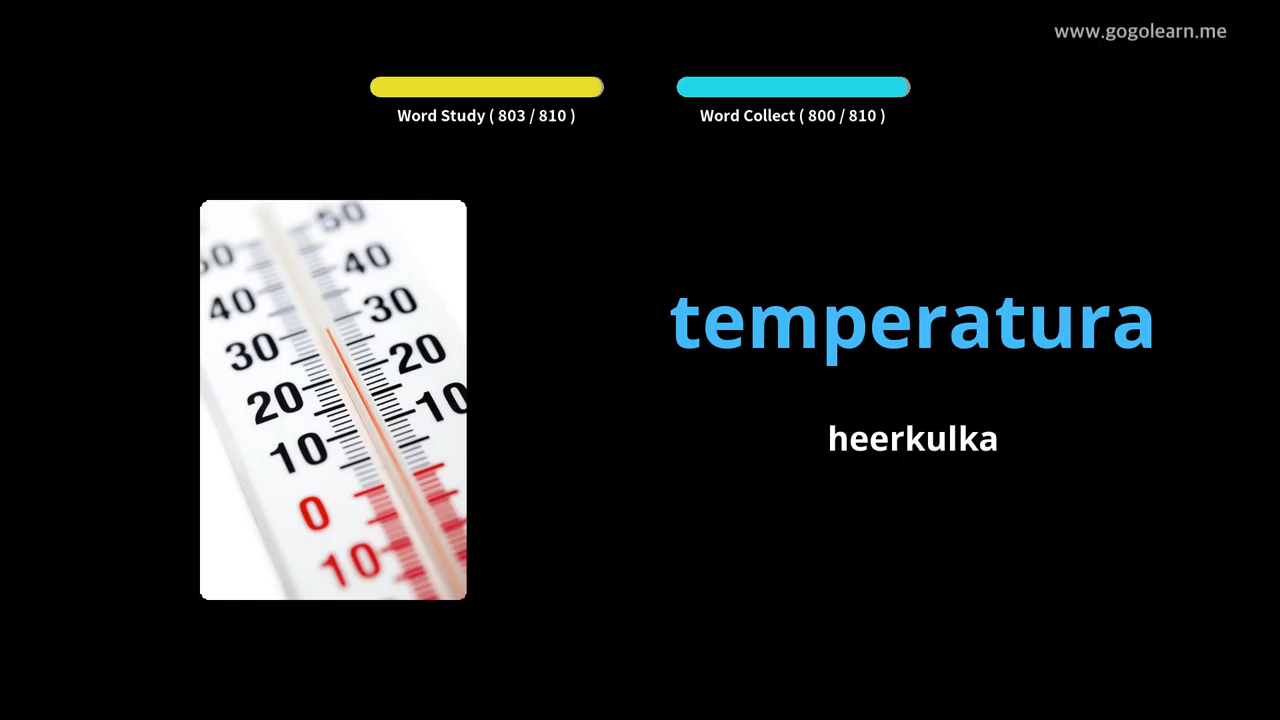 www.gogolearn.me
Word Study ( 803 / 810 )
Word Collect ( 800 / 810 )
50
50
40
40
30
30
20
20
10
10
0
10
temperatura
heerkulka